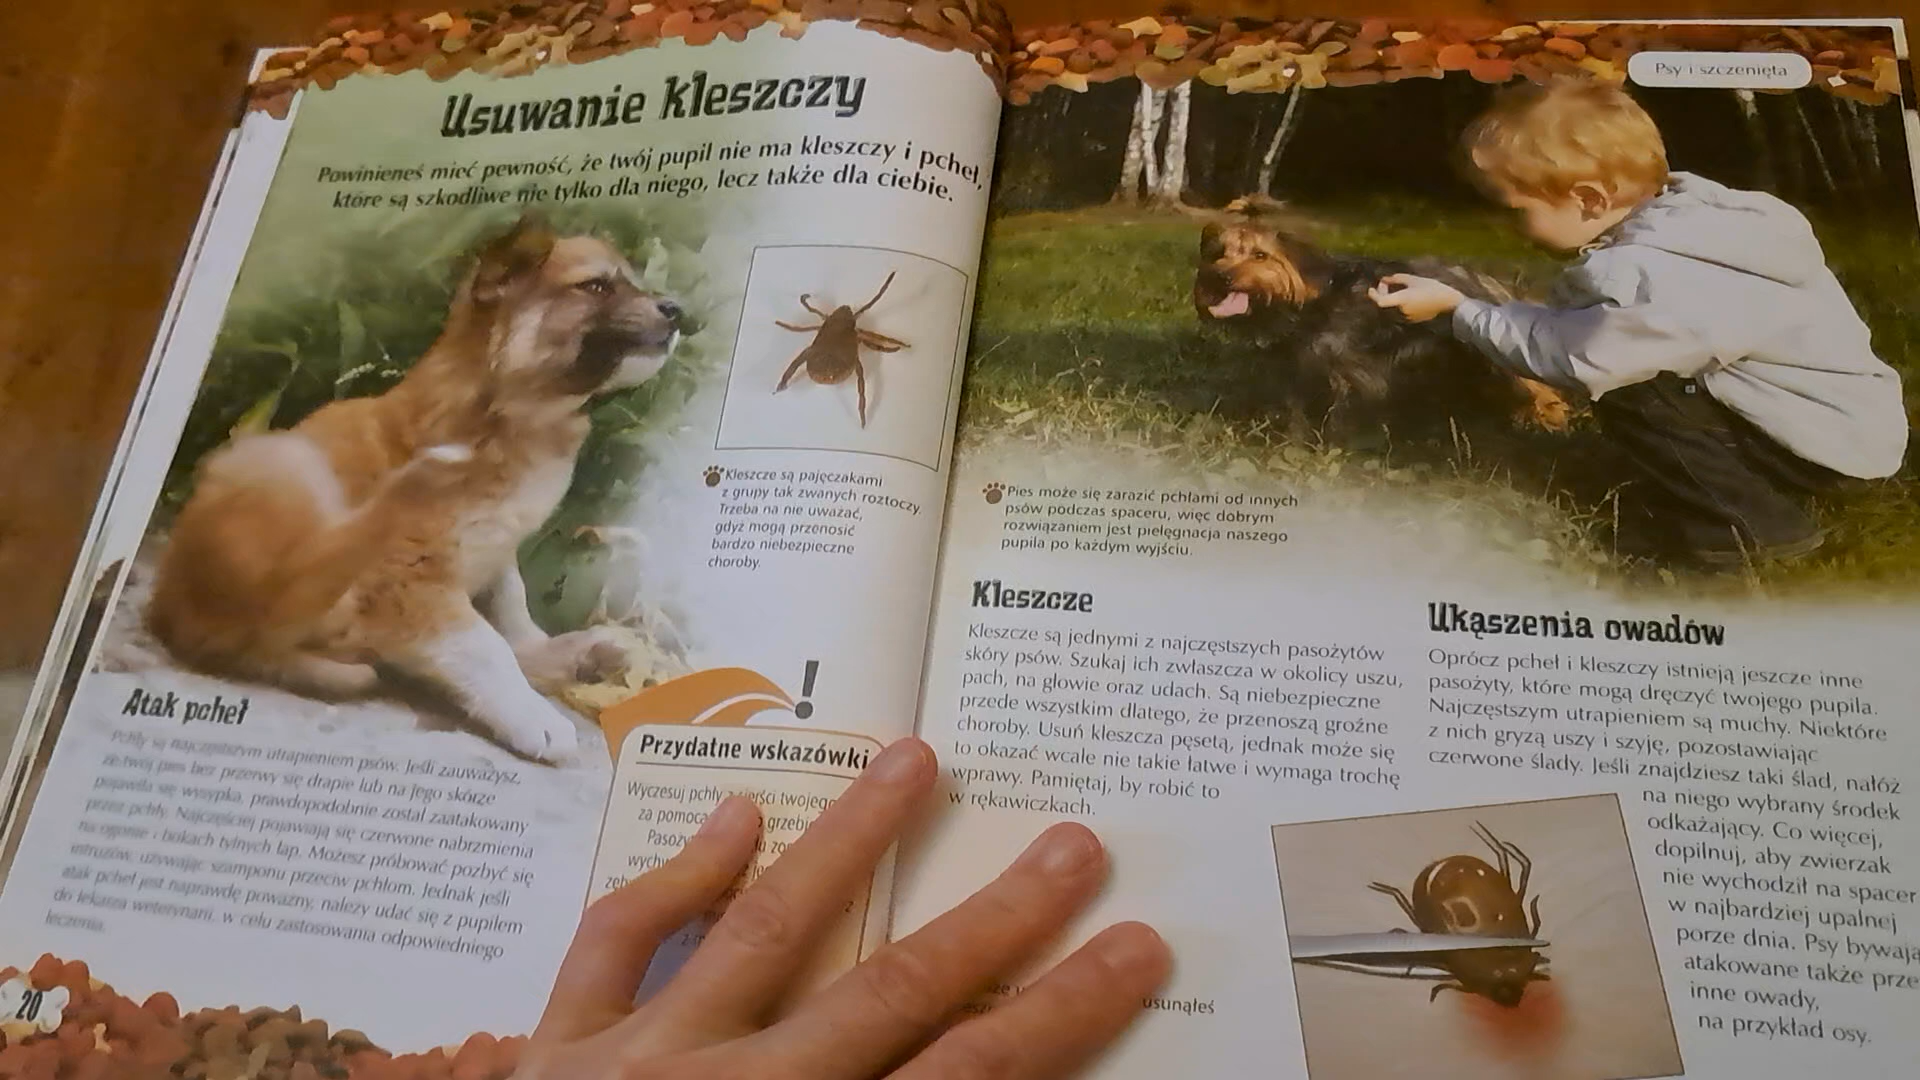 Usuwanie kleszczy
Powinieneś mieć pewność, że twój pupil nie ma kleszczy i pcheł,
które są szkodliwe nie tylko dla niego, lecz także dla ciebie.
Kleszcze są pajęczakami
z grupy tak zwanych roztoczy.
Trzeba na nie uważać,
gdyż mogą przenosić
bardzo niebezpieczne
choroby.
Atak pcheł
Pchły są najczęstszym utrapieniem psów. Jeśli zauważysz,
że twój pies bez przerwy się drapie lub na jego skórze
pojawiła się wysypka, prawdopodobnie został zaatakowany
przez pchły. Najczęściej pojawiają się czerwone nabrzmienia
na ogonie i bokach tylnych łap. Możesz próbować pozbyć się
intruzów, używając szamponu przeciw pchłom. Jednak jeśli
atak pcheł jest naprawdę poważny, należy udać się z pupilem
do lekarza weterynarii, w celu zastosowania odpowiedniego
leczenia.
!
Przydatne wskazówki
Wyczesuj pchły sierści twojego
za pomocą
20
Psy i szczenięta
Pies może się zarazić pchłami od innych
psów podczas spaceru, więc dobrym
rozwiązaniem jest pielęgnacja naszego
pupila po każdym wyjściu.
Kleszcze
Kleszcze są jednymi z najczęstszych pasożytów
skóry psów. Szukaj ich zwłaszcza w okolicy uszu,
pach, na głowie oraz udach. Są niebezpieczne
przede wszystkim dlatego, że przenoszą groźne
choroby. Usuń kleszcza pęsetą, jednak może się
to okazać wcale nie takie łatwe i wymaga trochę
wprawy. Pamiętaj, by robić to
w rękawiczkach.
usunąłeś
Ukąszenia owadów
Oprócz pcheł i kleszczy istnieją jeszcze inne
pasożyty, które mogą dręczyć twojego pupila.
Najczęstszym utrapieniem są muchy. Niektóre
z nich gryzą uszy i szyję, pozostawiając
czerwone ślady. Jeśli znajdziesz taki ślad, nałóż
na niego wybrany środek
odkażający. Co więcej,
dopilnuj, aby zwierzak
nie wychodził na spacer
w najbardziej upalnej
porze dnia. Psy bywają
atakowane także prze
inne owady,
na przykład osy.